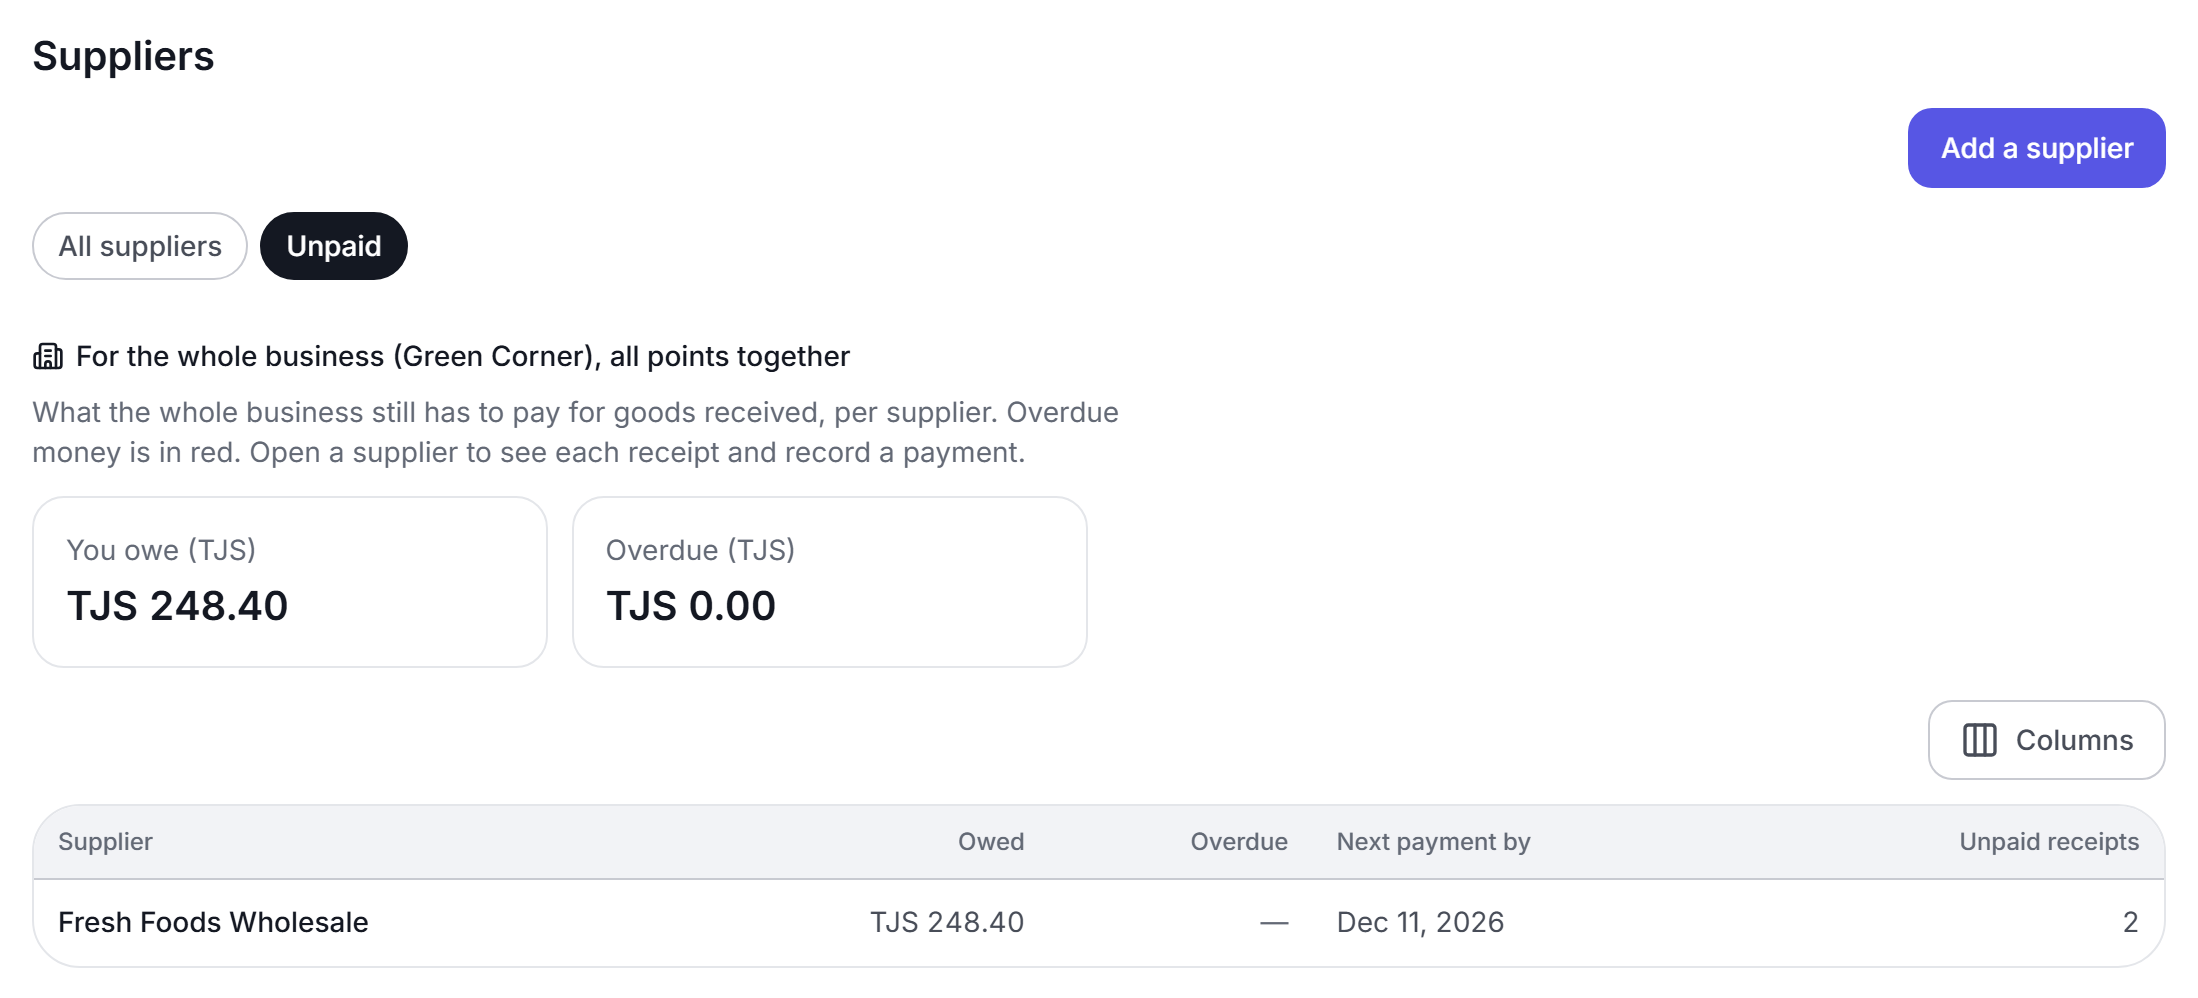 Suppliers
Add a supplier
All suppliers
Unpaid
For the whole business (Green Corner), all points together
What the whole business still has to pay for goods received, per supplier. Overdue
money is in red. Open a supplier to see each receipt and record a payment.
You owe (TJS)
TJS 248.40
Overdue (TJS)
TJS 0.00
Columns
Supplier Owed Overdue Next payment by Unpaid receipts
Fresh Foods Wholesale TJS 248.40 — Dec 11, 2026 2